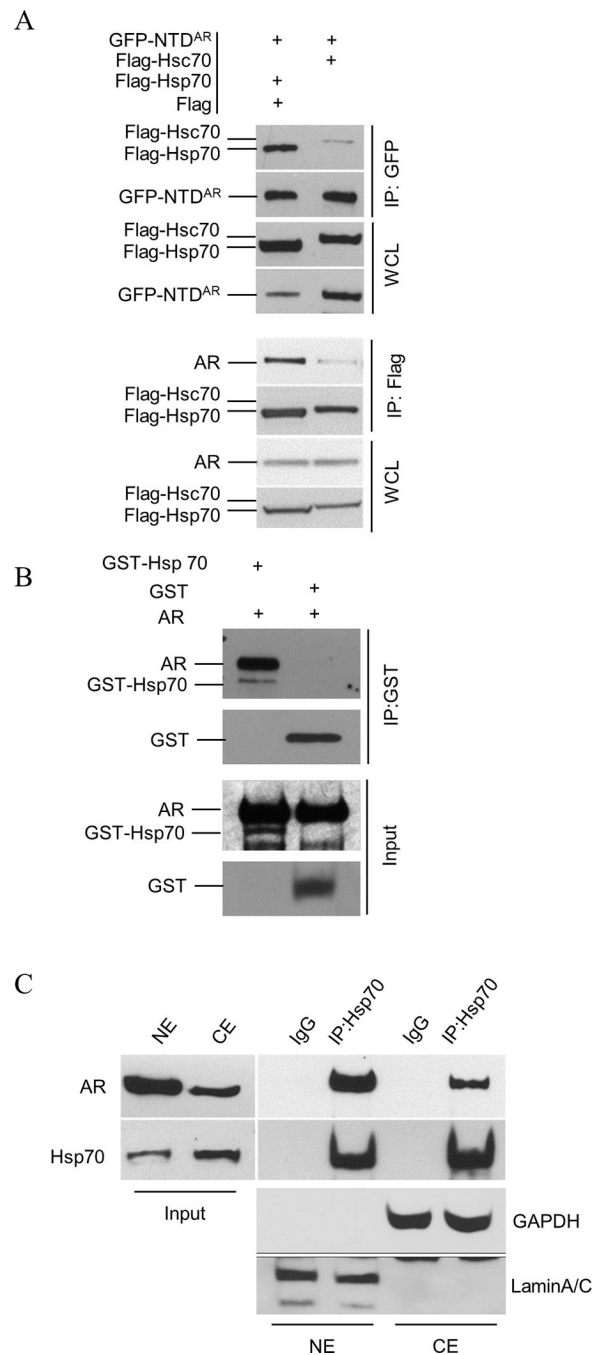 A
GFP-NTDAR + +
Flag-Hsc70 +
Flag-Hsp70 +
Flag +
Flag-Hsc70
Flag-Hsp70
GFP-NTDAR
IP: GFP
Flag-Hsc70
Flag-Hsp70
GFP-NTDAR
WCL
AR
Flag-Hsc70
Flag-Hsp70
IP: Flag
AR
Flag-Hsc70
Flag-Hsp70
WCL
B
GST-Hsp 70 +
GST +
AR + +
AR
GST-Hsp70
GST
IP:GST
AR
GST-Hsp70
GST
Input
C
NE CE IgG IP:Hsp70 IgG IP:Hsp70
AR
Hsp70
Input
GAPDH
LaminA/C
NE CE